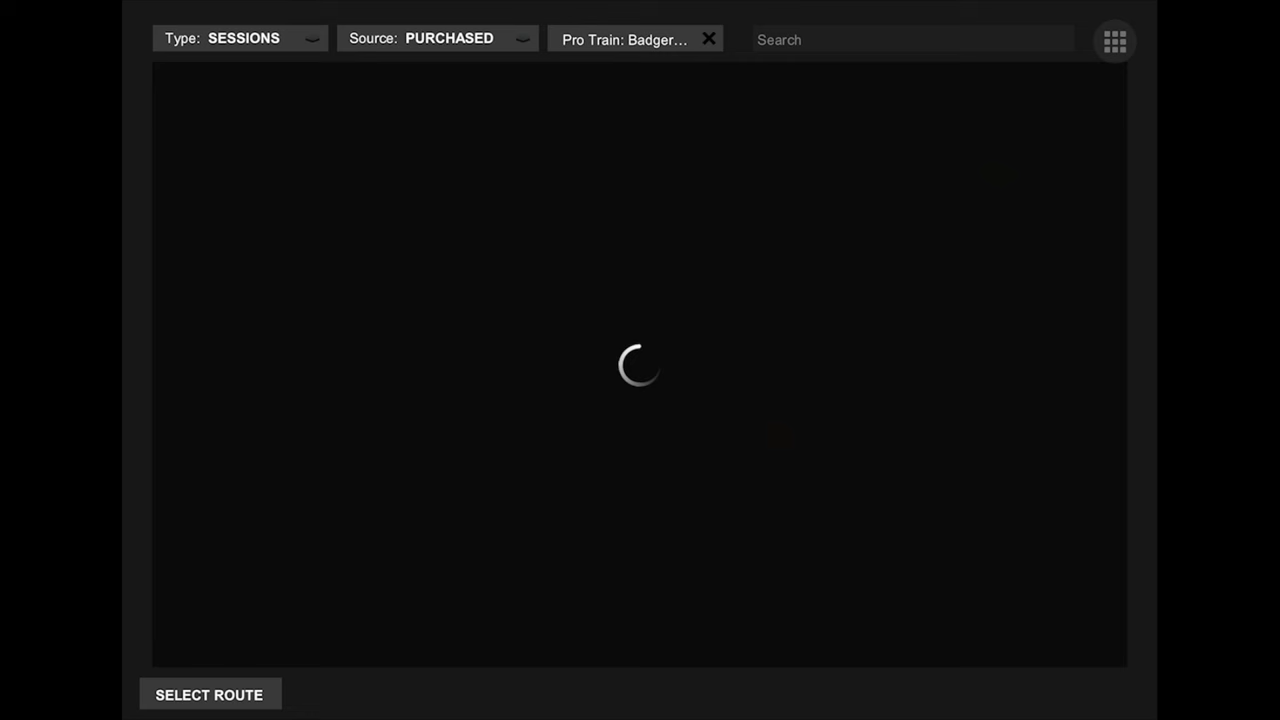 Type: SESSIONS
Source: PURCHASED
Pro Train: Badger...
Search
SELECT ROUTE